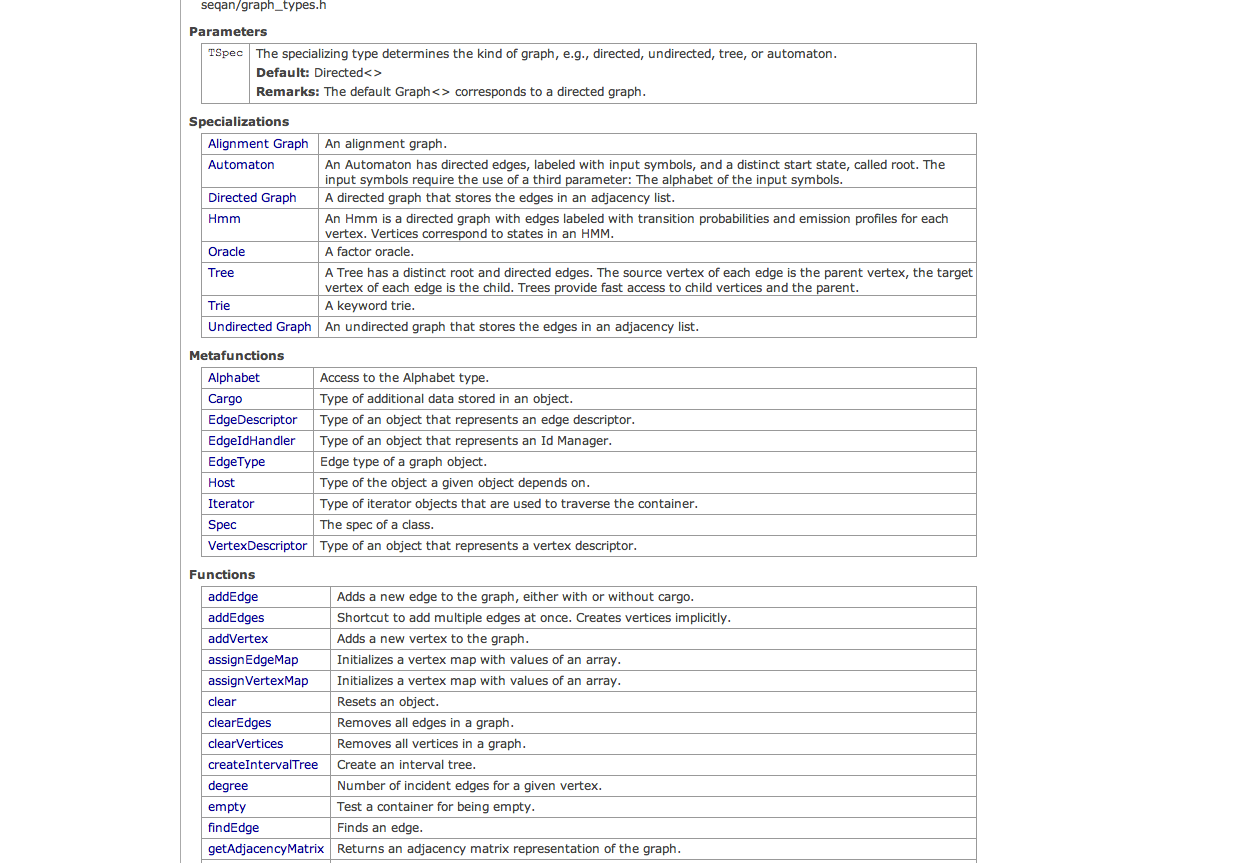 seqan/graph_types.h
Parameters
TSpec The specializing type determines the kind of graph, e.g., directed, undirected, tree, or automaton.
Default: Directed<>
Remarks: The default Graph<> corresponds to a directed graph.
Specializations
Alignment Graph An alignment graph.
Automaton An Automaton has directed edges, labeled with input symbols, and a distinct start state, called root. The
input symbols require the use of a third parameter: The alphabet of the input symbols.
Directed Graph A directed graph that stores the edges in an adjacency list.
Hmm An Hmm is a directed graph with edges labeled with transition probabilities and emission profiles for each
vertex. Vertices correspond to states in an HMM.
Oracle A factor oracle.
Tree A Tree has a distinct root and directed edges. The source vertex of each edge is the parent vertex, the target
vertex of each edge is the child. Trees provide fast access to child vertices and the parent.
Trie A keyword trie.
Undirected Graph An undirected graph that stores the edges in an adjacency list.
Metafunctions
Alphabet Access to the Alphabet type.
Cargo Type of additional data stored in an object.
EdgeDescriptor Type of an object that represents an edge descriptor.
EdgeIdHandler Type of an object that represents an Id Manager.
EdgeType Edge type of a graph object.
Host Type of the object a given object depends on.
Iterator Type of iterator objects that are used to traverse the container.
Spec The spec of a class.
VertexDescriptor Type of an object that represents a vertex descriptor.
Functions
addEdge Adds a new edge to the graph, either with or without cargo.
addEdges Shortcut to add multiple edges at once. Creates vertices implicitly.
addVertex Adds a new vertex to the graph.
assignEdgeMap Initializes a vertex map with values of an array.
assignVertexMap Initializes a vertex map with values of an array.
clear Resets an object.
clearEdges Removes all edges in a graph.
clearVertices Removes all vertices in a graph.
createIntervalTree Create an interval tree.
degree Number of incident edges for a given vertex.
empty Test a container for being empty.
findEdge Finds an edge.
getAdjacencyMatrix Returns an adjacency matrix representation of the graph.